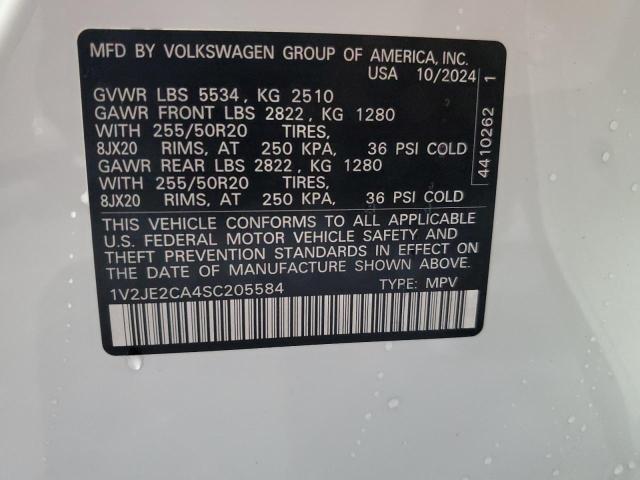 MFD BY VOLKSWAGEN GROUP OF AMERICA, INC.
USA 10/2024
GVWR LBS 5534, KG 2510
GAWR FRONT LBS 2822, KG 1280
WITH 255/50R20 TIRES,
8JX20 RIMS, AT 250 KPA, 36 PSI COLD
GAWR REAR LBS 2822, KG 1280
WITH 255/50R20 TIRES,
8JX20 RIMS, AT 250 KPA, 36 PSI COLD
THIS VEHICLE CONFORMS TO ALL APPLICABLE
U.S. FEDERAL MOTOR VEHICLE SAFETY AND
THEFT PREVENTION STANDARDS IN EFFECT ON
THE DATE OF MANUFACTURE SHOWN ABOVE.
1V2JE2CA4SC205584 TYPE: MPV
4410262 1